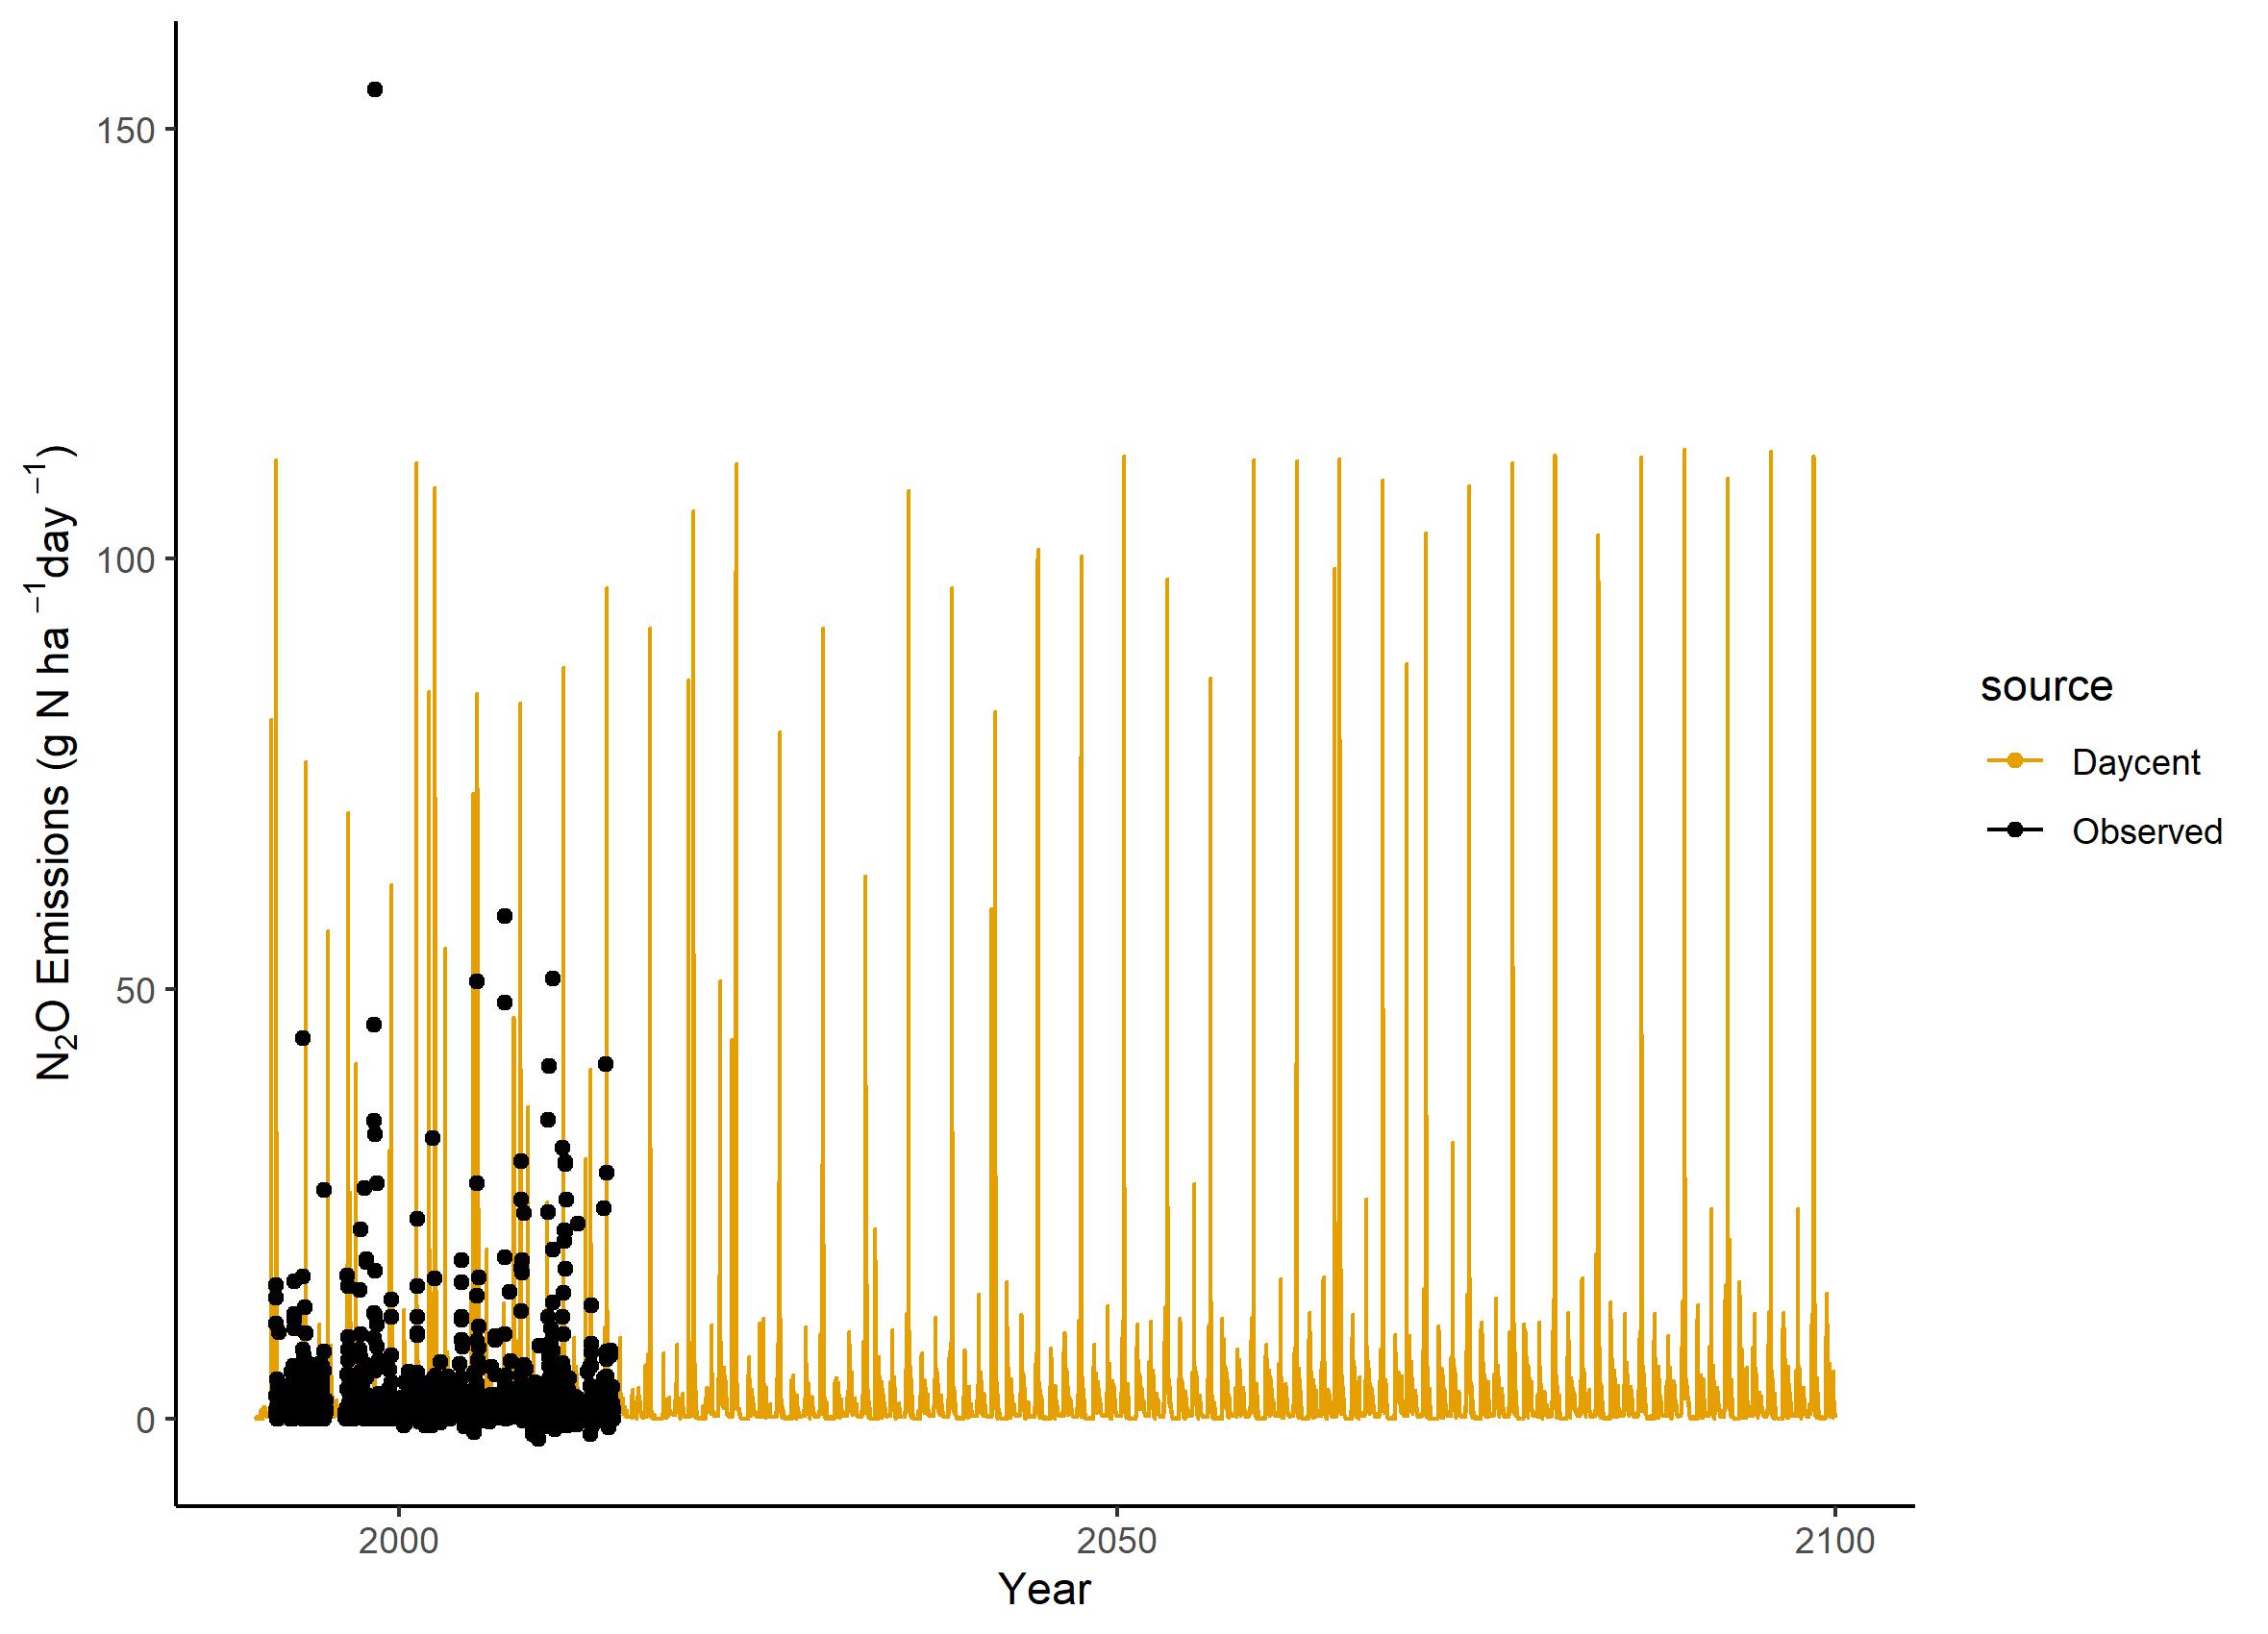 150
100
50
0
N₂O Emissions (g N ha ⁻¹day ⁻¹)
2000
2050
2100
Year
source
Daycent
Observed